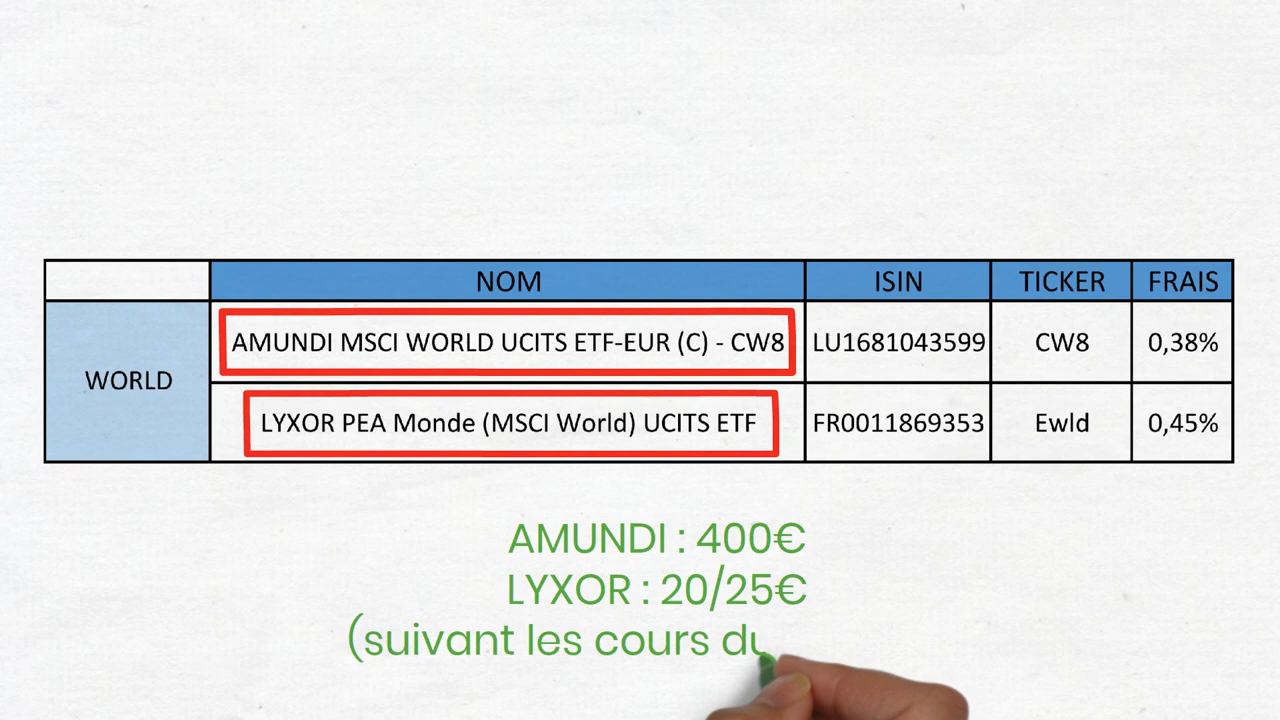 NOM ISIN TICKER FRAIS
WORLD
AMUNDI MSCI WORLD UCITS ETF-EUR (C) - CW8 LU1681043599 CW8 0,38%
LYXOR PEA Monde (MSCI World) UCITS ETF FR0011869353 Ewld 0,45%
AMUNDI : 400€
LYXOR : 20/25€
(suivant les cours du